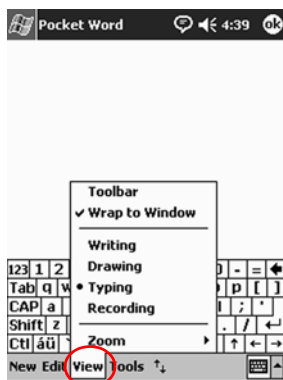 Pocket Word 4:39 ok
Toolbar
Wrap to Window
Writing
Drawing
Typing
Recording
Zoom
123 1 2 - = 
Tab q w p [ ]
CAP a ; '
Shift z . /
Ctl áü
New Edit View Tools